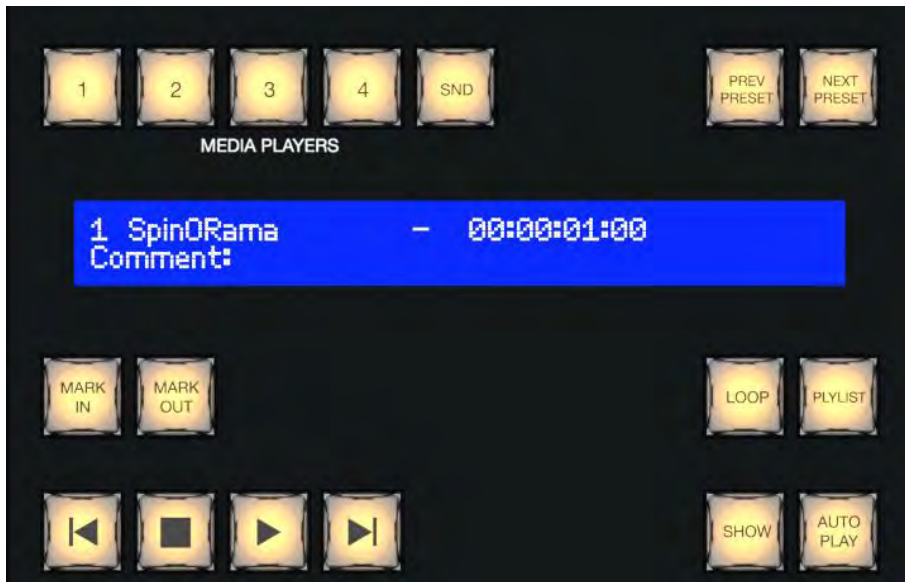 1 2 3 4 SND PREV PRESET NEXT PRESET
MEDIA PLAYERS
1 SpinORama - 00:00:01:00
Comment:
MARK IN MARK OUT LOOP PLYLIST
SHOW AUTO PLAY